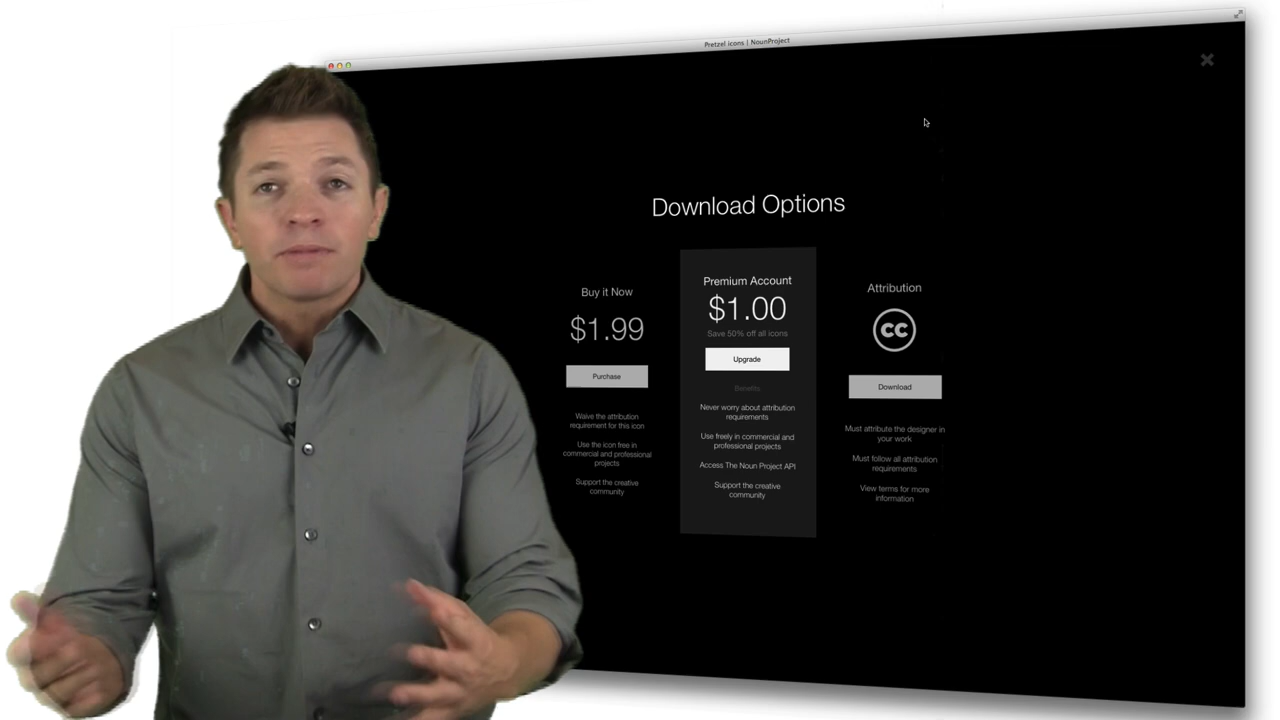 Pretzel icons | NounProject
Download Options
Buy it Now
$1.99
Purchase
Waive the attribution
requirement for this icon
Use the icon free in
commercial and professional
projects
Support the creative
community
Premium Account
$1.00
Save 50% off all icons
Upgrade
Benefits
Never worry about attribution
requirements
Use freely in commercial and
professional projects
Access The Noun Project API
Support the creative
community
Attribution
cc
Download
Must attribute the designer in
your work
Must follow all attribution
requirements
View terms for more
information